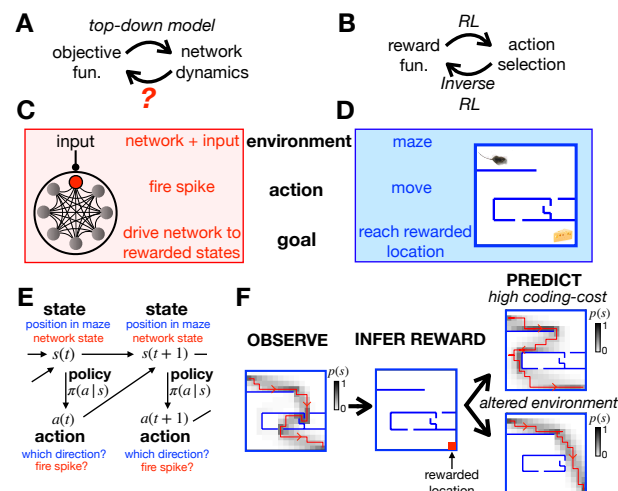 A
top-down model
objective
fun.
network
dynamics
?
B
RL
reward
fun.
action
selection
Inverse
RL
C
input
network + input
fire spike
drive network to
rewarded states
environment
action
goal
D
maze
move
reach rewarded
location
E
state
position in maze
network state
s(t)
state
position in maze
network state
s(t + 1)
policy
π(a|s)
policy
π(a|s)
a(t)
action
which direction?
fire spike?
a(t + 1)
action
which direction?
fire spike?
F
OBSERVE
p(s)
1
0
INFER REWARD
rewarded
location
PREDICT
high coding-cost
p(s)
1
0
altered environment
p(s)
1
0